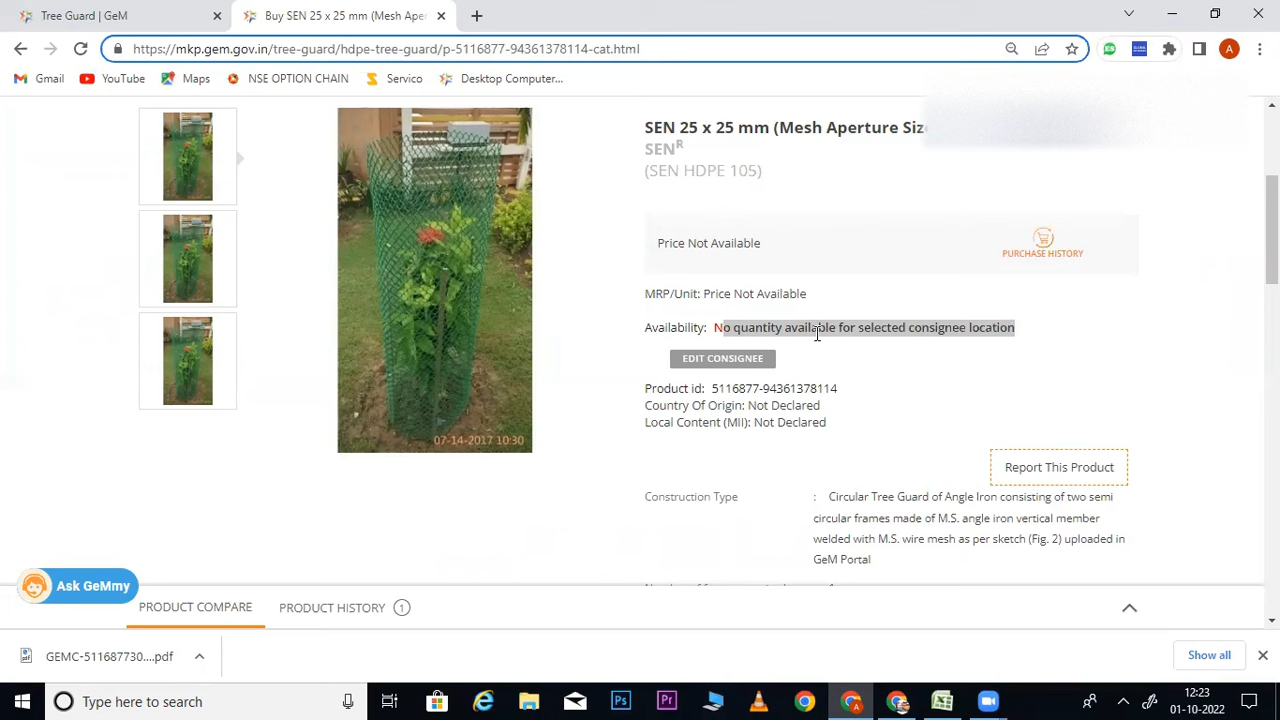 Tree Guard | GeM
Buy SEN 25 x 25 mm (Mesh Aper
https://mkp.gem.gov.in/tree-guard/hdpe-tree-guard/p-5116877-94361378114-cat.html
A
Gmail
YouTube
Maps
NSE OPTION CHAIN
Servico
Desktop Computer...
SEN 25 x 25 mm (Mesh Aperture Size
SENR
(SEN HDPE 105)
Price Not Available
PURCHASE HISTORY
MRP/Unit: Price Not Available
Availability: No quantity available for selected consignee location
EDIT CONSIGNEE
Product id: 5116877-94361378114
Country Of Origin: Not Declared
Local Content (MII): Not Declared
07-14-2017 10:30
Report This Product
Construction Type : Circular Tree Guard of Angle Iron consisting of two semi
circular frames made of M.S. angle iron vertical member
welded with M.S. wire mesh as per sketch (Fig. 2) uploaded in
GeM Portal
Ask GeMmy
PRODUCT COMPARE
PRODUCT HISTORY 1
GEMC-511687730....pdf
Show all
Type here to search
Ps
Pr
12:23
01-10-2022